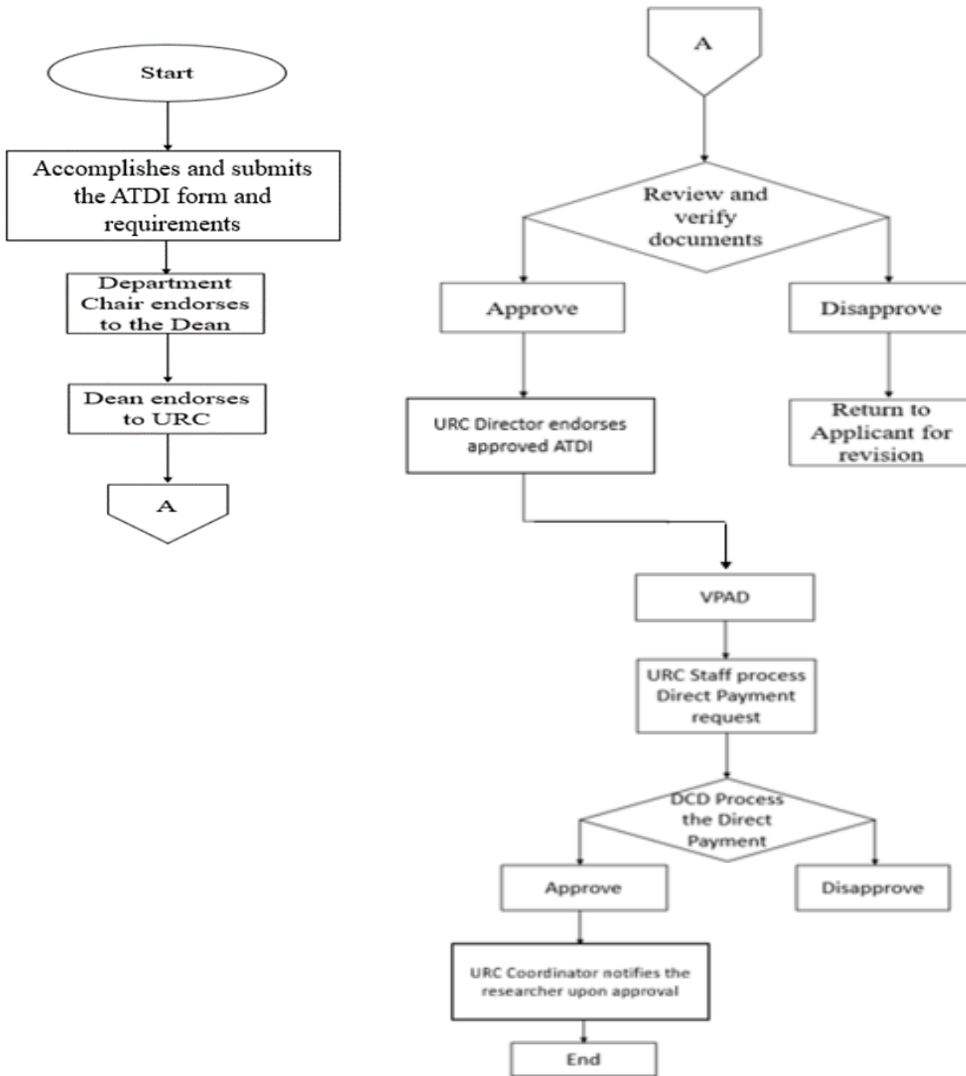 Start
Accomplishes and submits
the ATDI form and
requirements
Department
Chair endorses
to the Dean
Dean endorses
to URC
A
A
Review and
verify
documents
Approve
Disapprove
URC Director endorses
approved ATDI
Return to
Applicant for
revision
VPAD
URC Staff process
Direct Payment
request
DCD Process
the Direct
Payment
Approve
Disapprove
URC Coordinator notifies the
researcher upon approval
End